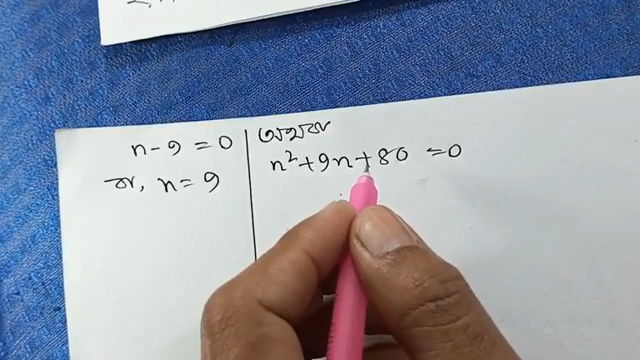 n - 9 = 0
বা, n = 9
অথবা
n² + 9n + 80 = 0